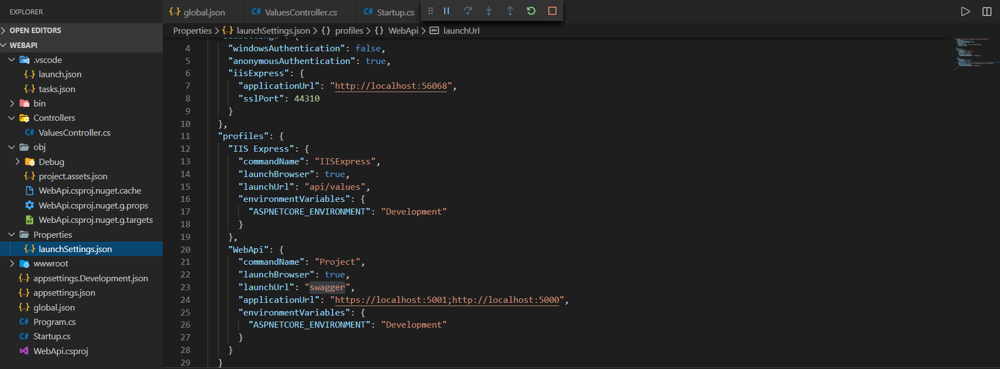 EXPLORER
OPEN EDITORS
WEBAPI
.vscode
{..} launch.json
{..} tasks.json
bin
Controllers
C# ValuesController.cs
obj
Debug
{..} project.assets.json
WebApi.csproj.nuget.cache
WebApi.csproj.nuget.g.props
WebApi.csproj.nuget.g.targets
Properties
{..} launchSettings.json
wwwroot
{..} appsettings.Development.json
{..} appsettings.json
{..} global.json
C# Program.cs
C# Startup.cs
WebApi.csproj
{..} global.json
C# ValuesController.cs
C# Startup.cs
Properties > {..} launchSettings.json > {} profiles > {} WebApi > abc launchUrl
4 "windowsAuthentication": false,
5 "anonymousAuthentication": true,
6 "iisExpress": {
7 "applicationUrl": "http://localhost:56068",
8 "sslPort": 44310
9 }
10 },
11 "profiles": {
12 "IIS Express": {
13 "commandName": "IISExpress",
14 "launchBrowser": true,
15 "launchUrl": "api/values",
16 "environmentVariables": {
17 "ASPNETCORE_ENVIRONMENT": "Development"
18 }
19 },
20 "WebApi": {
21 "commandName": "Project",
22 "launchBrowser": true,
23 "launchUrl": "swagger",
24 "applicationUrl": "https://localhost:5001;http://localhost:5000",
25 "environmentVariables": {
26 "ASPNETCORE_ENVIRONMENT": "Development"
27 }
28 }
29 }